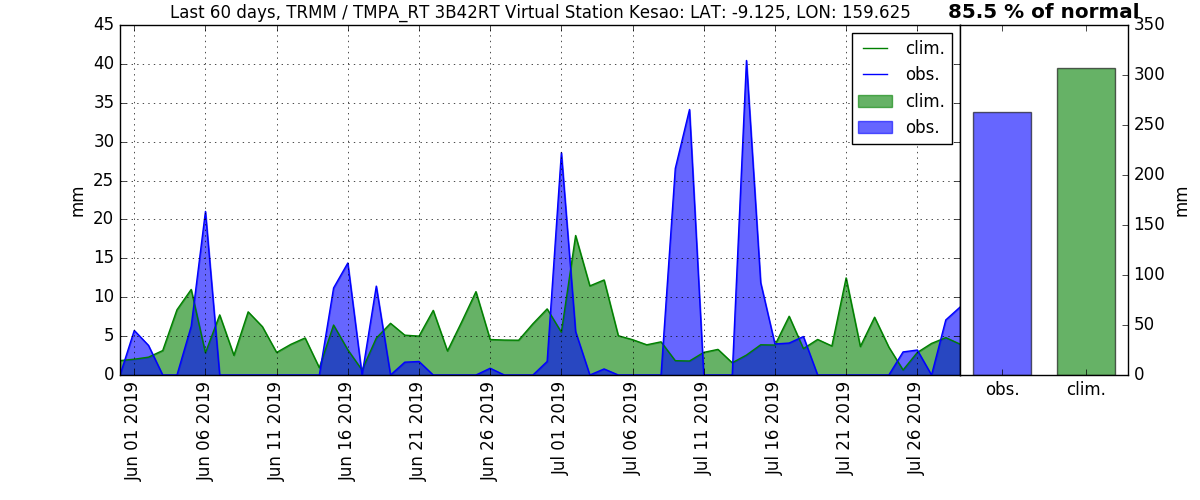 Last 60 days, TRMM / TMPA_RT 3B42RT Virtual Station Kesao: LAT: -9.125, LON: 159.625
85.5 % of normal
45
40
35
30
25
20
15
10
5
0
mm
clim.
obs.
clim.
obs.
Jun 01 2019
Jun 06 2019
Jun 11 2019
Jun 16 2019
Jun 21 2019
Jun 26 2019
Jul 01 2019
Jul 06 2019
Jul 11 2019
Jul 16 2019
Jul 21 2019
Jul 26 2019
350
300
250
200
150
100
50
0
mm
obs.
clim.